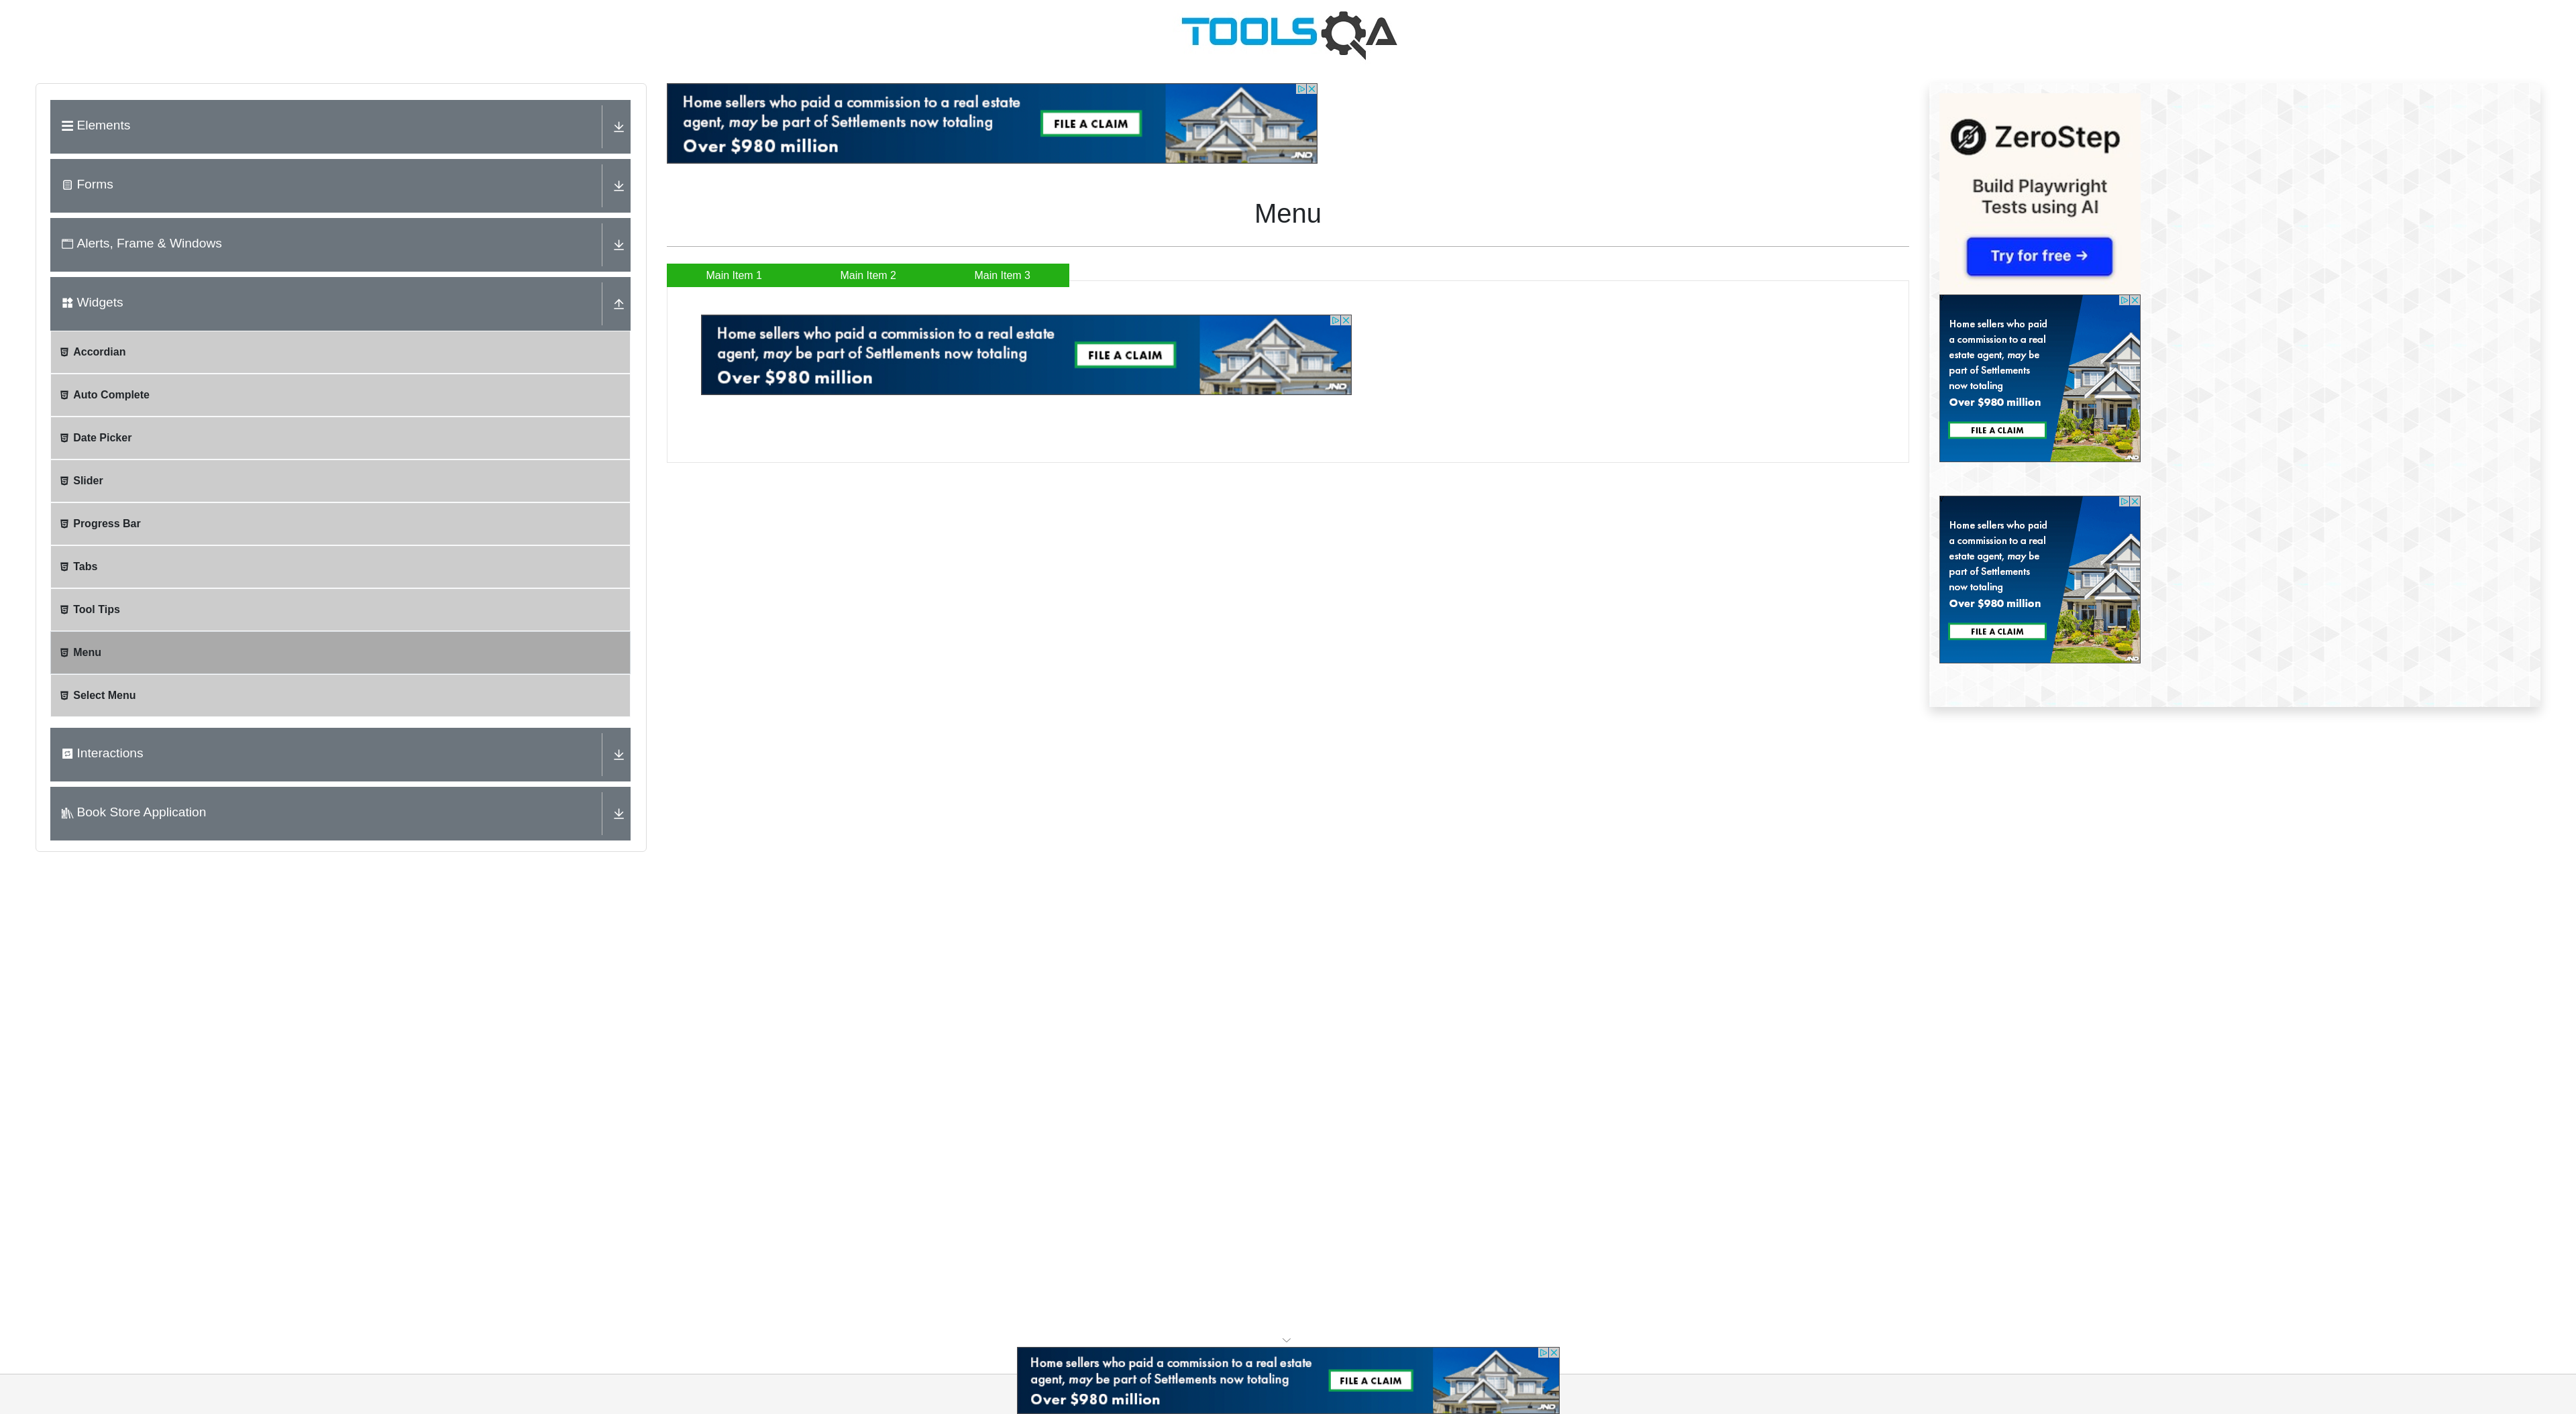 TOOLSQA
Elements
Forms
Alerts, Frame & Windows
Widgets
Accordian
Auto Complete
Date Picker
Slider
Progress Bar
Tabs
Tool Tips
Menu
Select Menu
Interactions
Book Store Application
Home sellers who paid a commission to a real estate
agent, may be part of Settlements now totaling
Over $980 million
FILE A CLAIM
JND
Menu
Main Item 1
Main Item 2
Main Item 3
Home sellers who paid a commission to a real estate
agent, may be part of Settlements now totaling
Over $980 million
FILE A CLAIM
JND
ZeroStep
Build Playwright
Tests using AI
Try for free →
Home sellers who paid
a commission to a real
estate agent, may be
part of Settlements
now totaling
Over $980 million
FILE A CLAIM
JND
Home sellers who paid
a commission to a real
estate agent, may be
part of Settlements
now totaling
Over $980 million
FILE A CLAIM
JND
Home sellers who paid a commission to a real estate
agent, may be part of Settlements now totaling
Over $980 million
FILE A CLAIM
JND